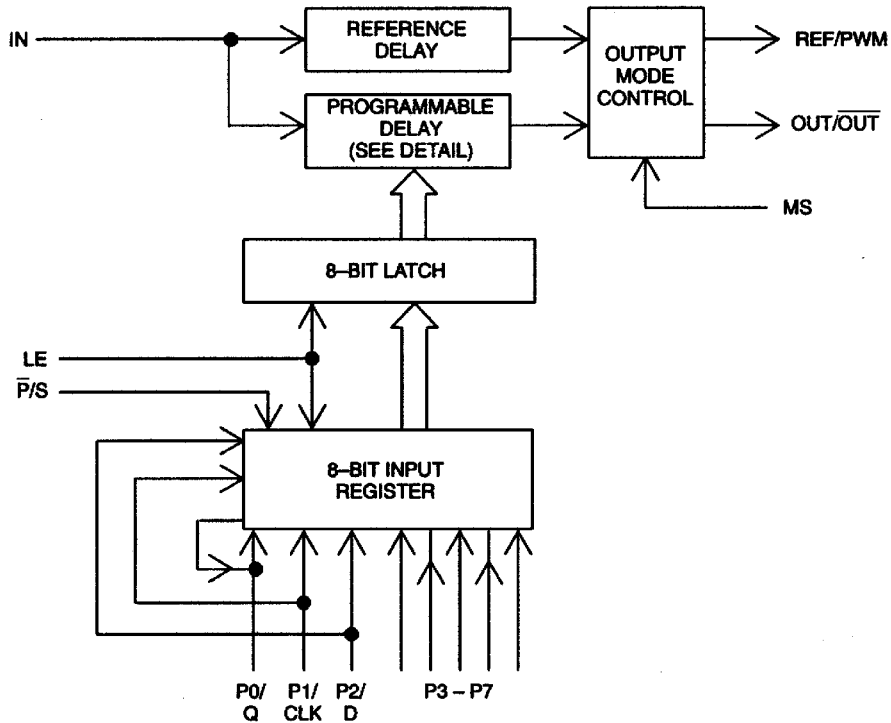 IN
REFERENCE
DELAY
OUTPUT
MODE
CONTROL
REF/PWM
PROGRAMMABLE
DELAY
(SEE DETAIL)
OUT/O̅U̅T̅
MS
8–BIT LATCH
LE
P̅/S
8–BIT INPUT
REGISTER
P0/
Q
P1/
CLK
P2/
D
P3 – P7